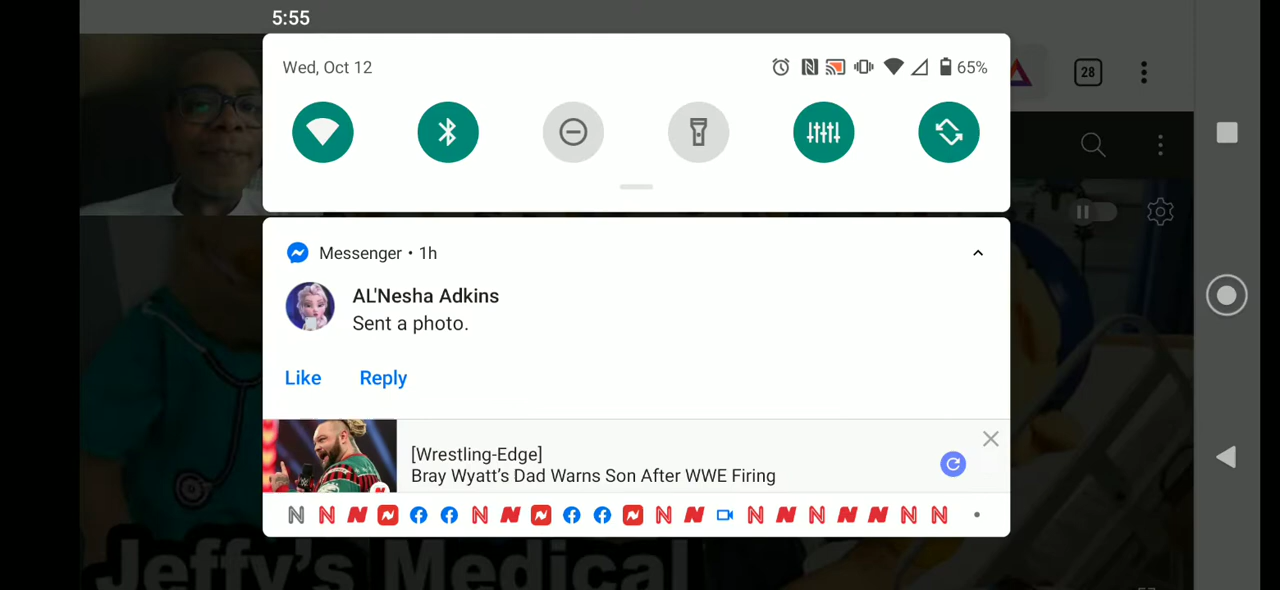 5:55
Wed, Oct 12
65%
28
Messenger • 1h
AL'Nesha Adkins
Sent a photo.
Like Reply
[Wrestling-Edge]
Bray Wyatt's Dad Warns Son After WWE Firing
Jeffy's Medical